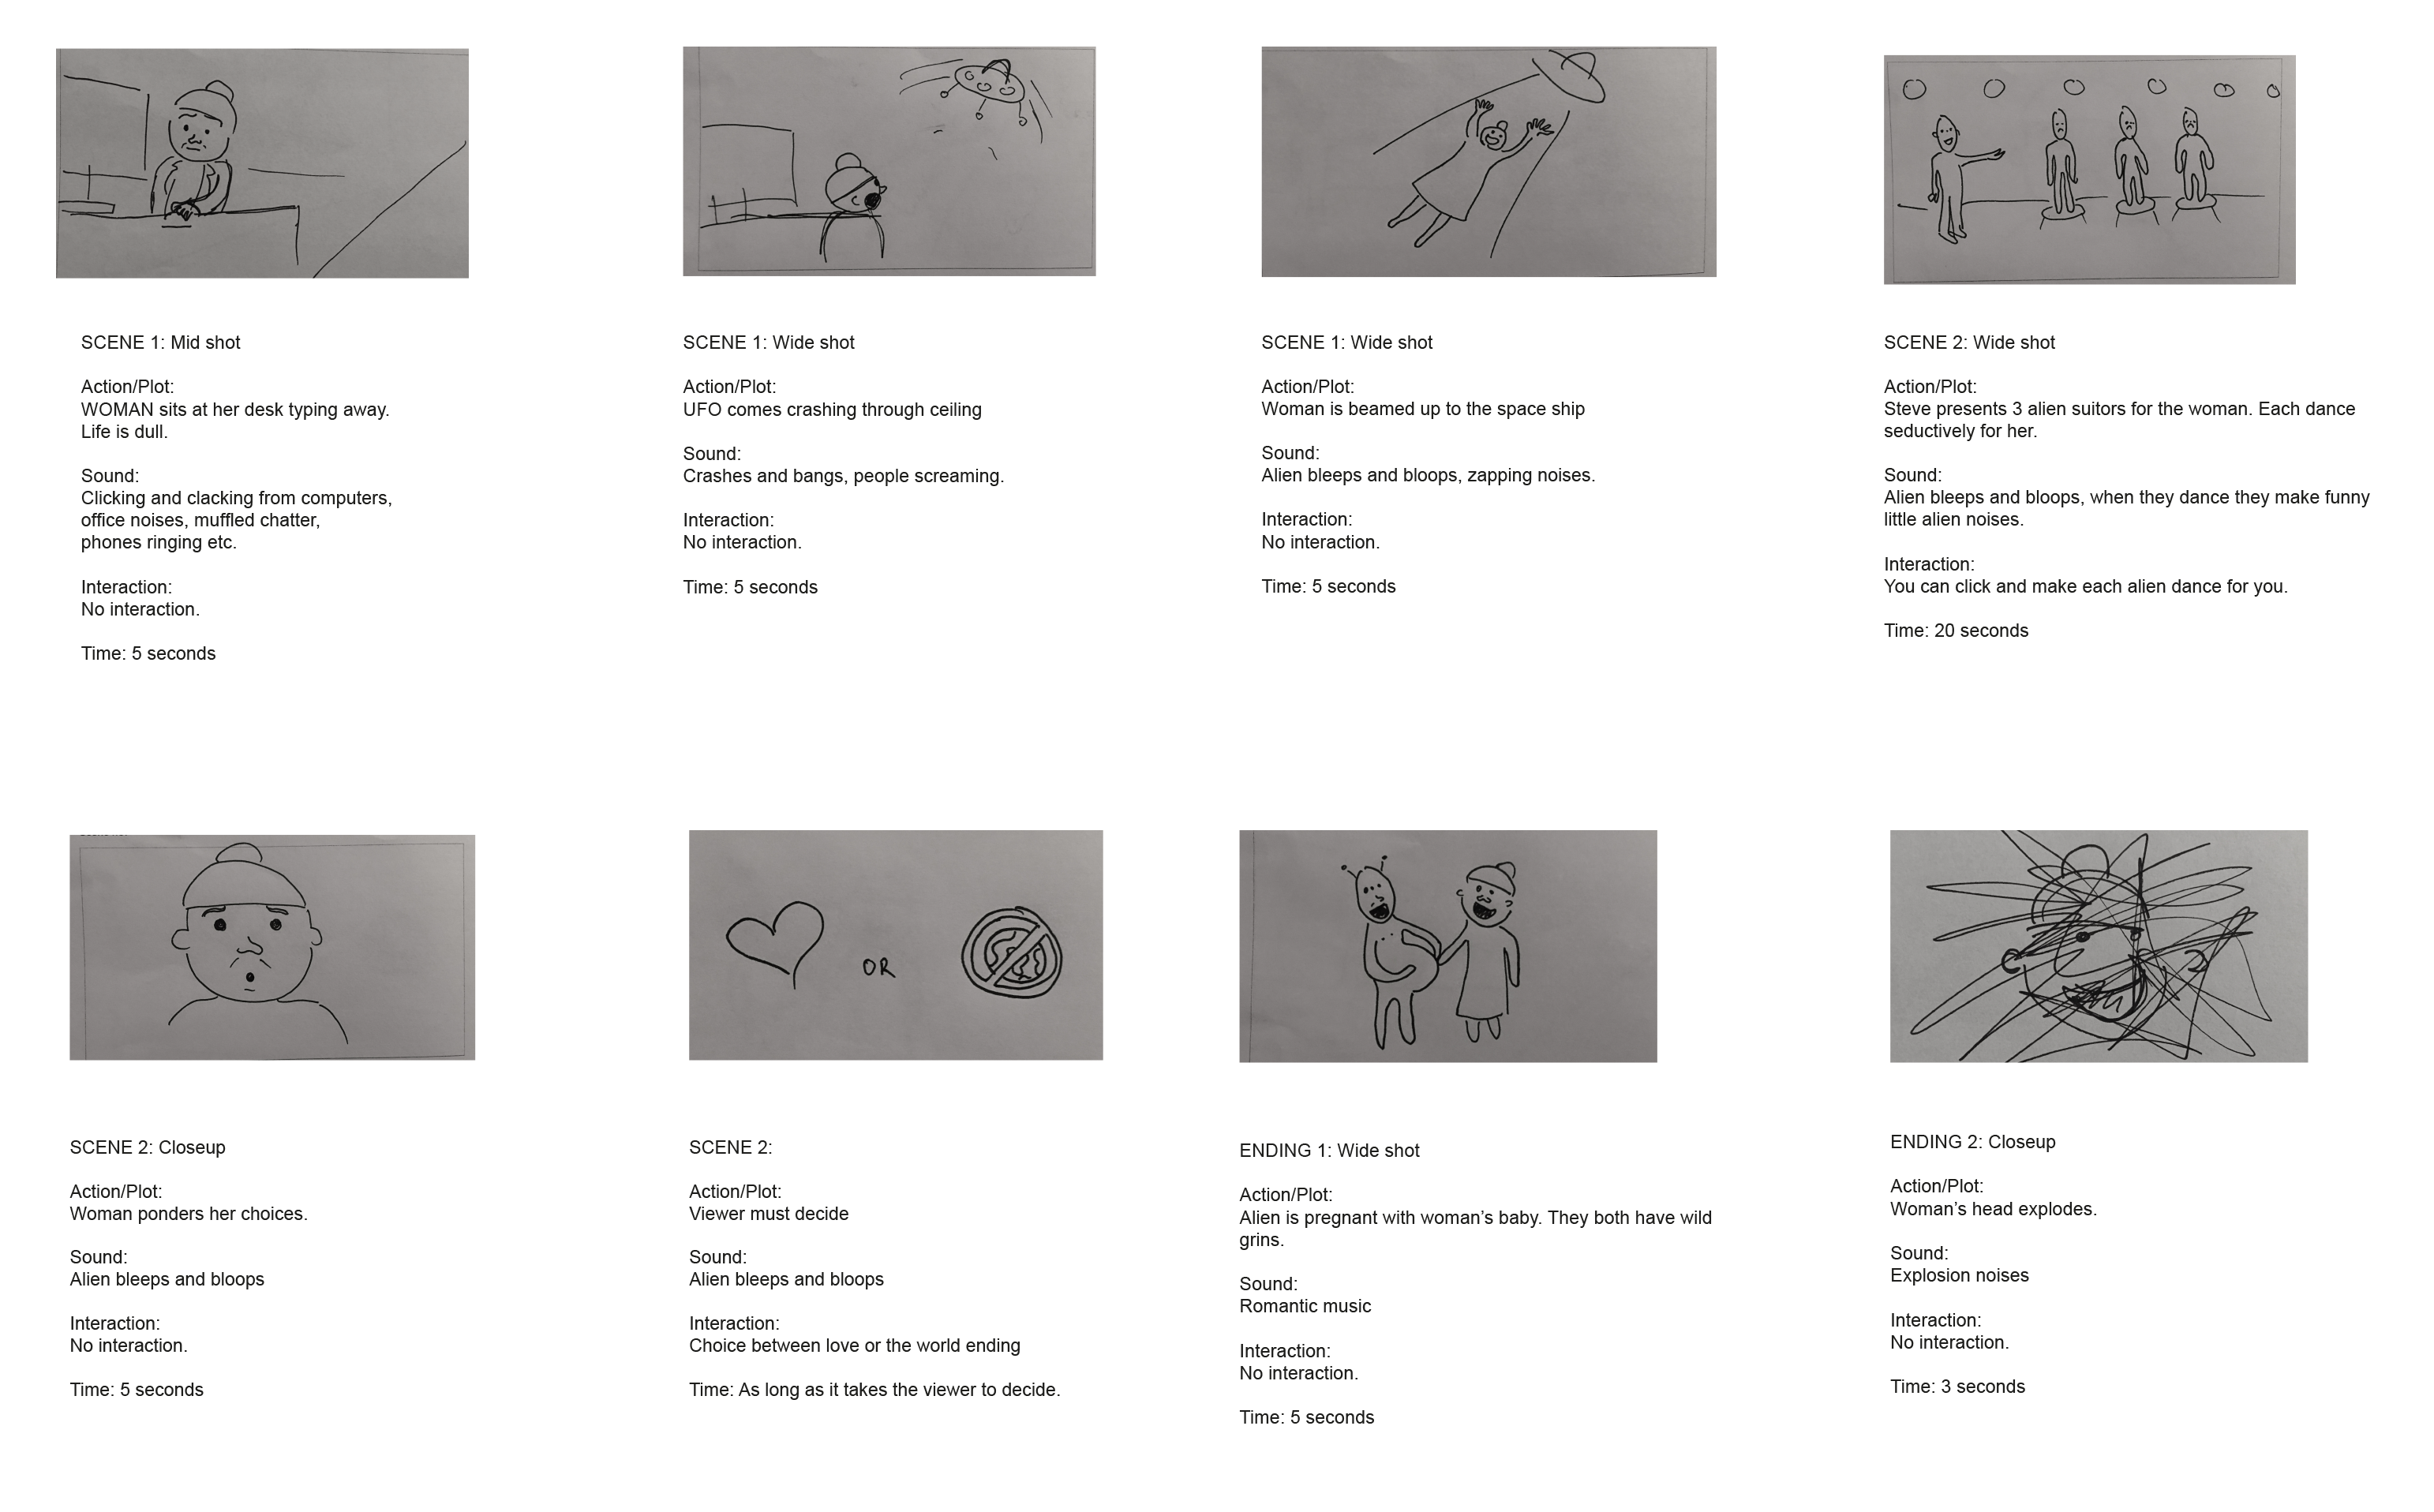 SCENE 1: Mid shot
Action/Plot:
WOMAN sits at her desk typing away.
Life is dull.
Sound:
Clicking and clacking from computers,
office noises, muffled chatter,
phones ringing etc.
Interaction:
No interaction.
Time: 5 seconds
SCENE 1: Wide shot
Action/Plot:
UFO comes crashing through ceiling
Sound:
Crashes and bangs, people screaming.
Interaction:
No interaction.
Time: 5 seconds
SCENE 1: Wide shot
Action/Plot:
Woman is beamed up to the space ship
Sound:
Alien bleeps and bloops, zapping noises.
Interaction:
No interaction.
Time: 5 seconds
SCENE 2: Wide shot
Action/Plot:
Steve presents 3 alien suitors for the woman. Each dance
seductively for her.
Sound:
Alien bleeps and bloops, when they dance they make funny
little alien noises.
Interaction:
You can click and make each alien dance for you.
Time: 20 seconds
SCENE 2: Closeup
Action/Plot:
Woman ponders her choices.
Sound:
Alien bleeps and bloops
Interaction:
No interaction.
Time: 5 seconds
OR
SCENE 2:
Action/Plot:
Viewer must decide
Sound:
Alien bleeps and bloops
Interaction:
Choice between love or the world ending
Time: As long as it takes the viewer to decide.
ENDING 1: Wide shot
Action/Plot:
Alien is pregnant with woman’s baby. They both have wild
grins.
Sound:
Romantic music
Interaction:
No interaction.
Time: 5 seconds
ENDING 2: Closeup
Action/Plot:
Woman’s head explodes.
Sound:
Explosion noises
Interaction:
No interaction.
Time: 3 seconds